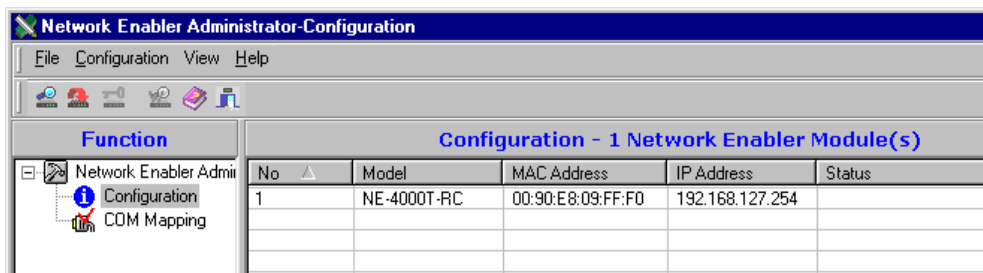 Network Enabler Administrator-Configuration
File Configuration View Help
Function
Configuration - 1 Network Enabler Module(s)
Network Enabler Admi
Configuration
COM Mapping
No Model MAC Address IP Address Status
1 NE-4000T-RC 00:90:E8:09:FF:F0 192.168.127.254